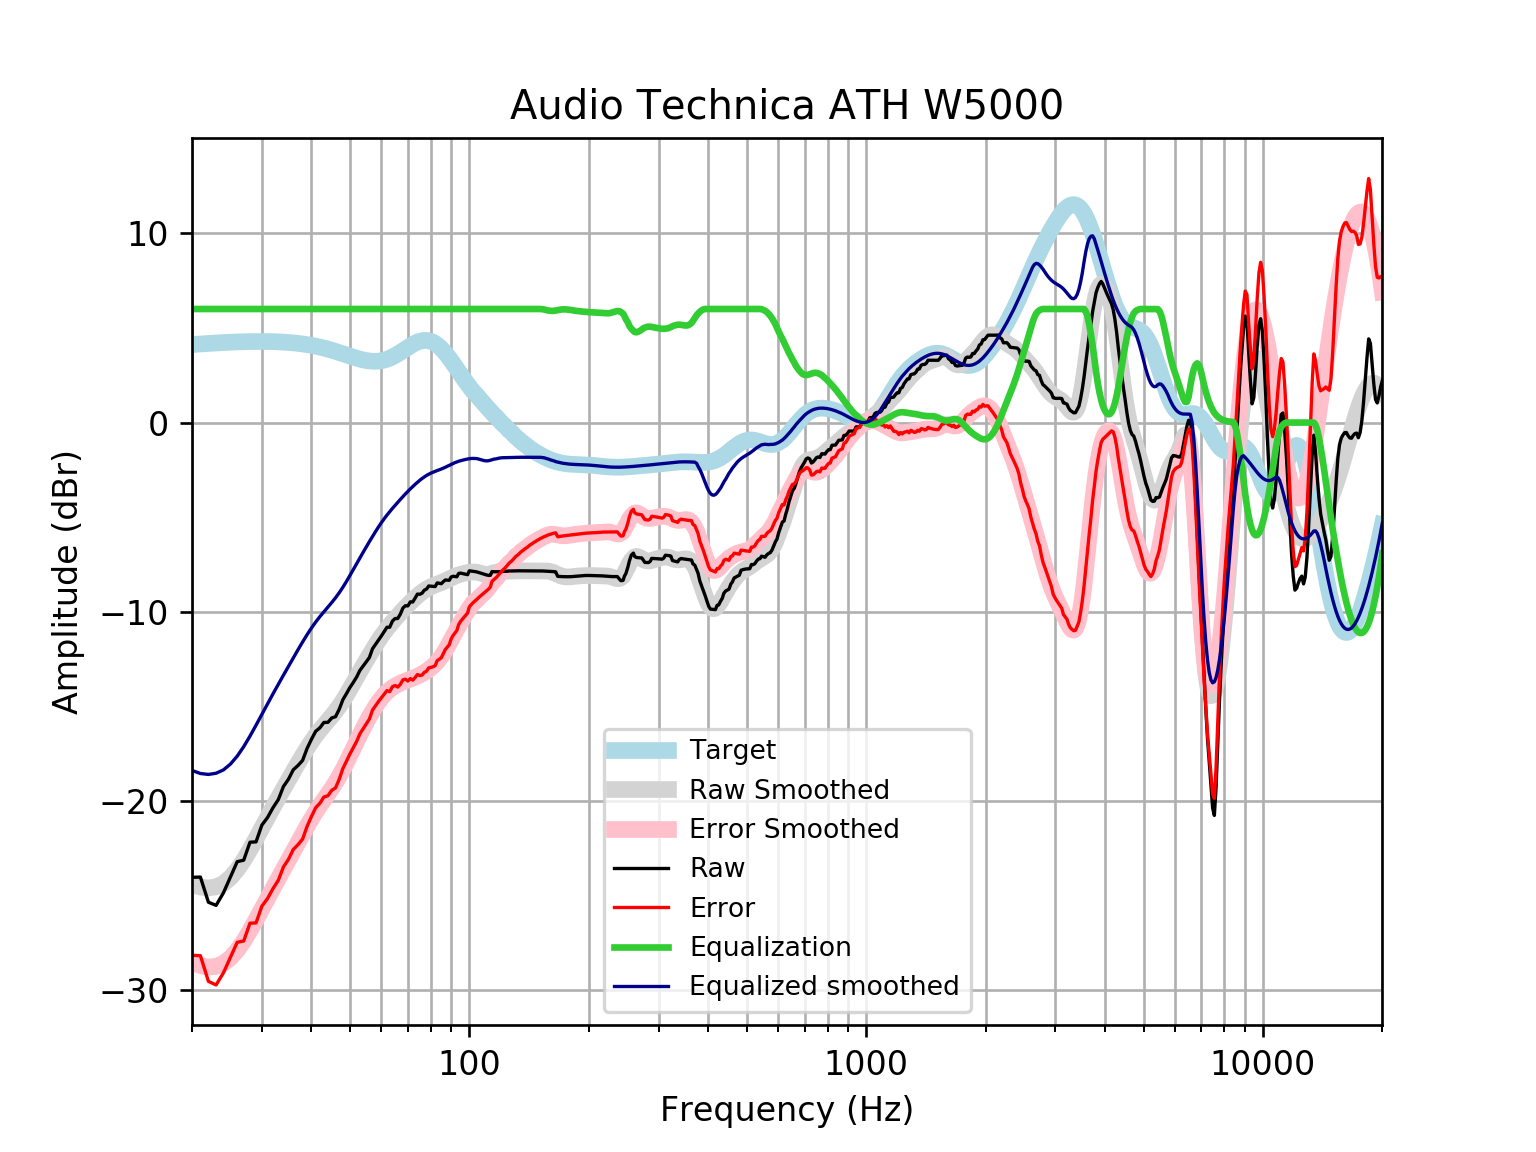 Audio Technica ATH W5000
Amplitude (dBr)
10
0
−10
−20
−30
Target
Raw Smoothed
Error Smoothed
Raw
Error
Equalization
Equalized smoothed
100 1000 10000
Frequency (Hz)